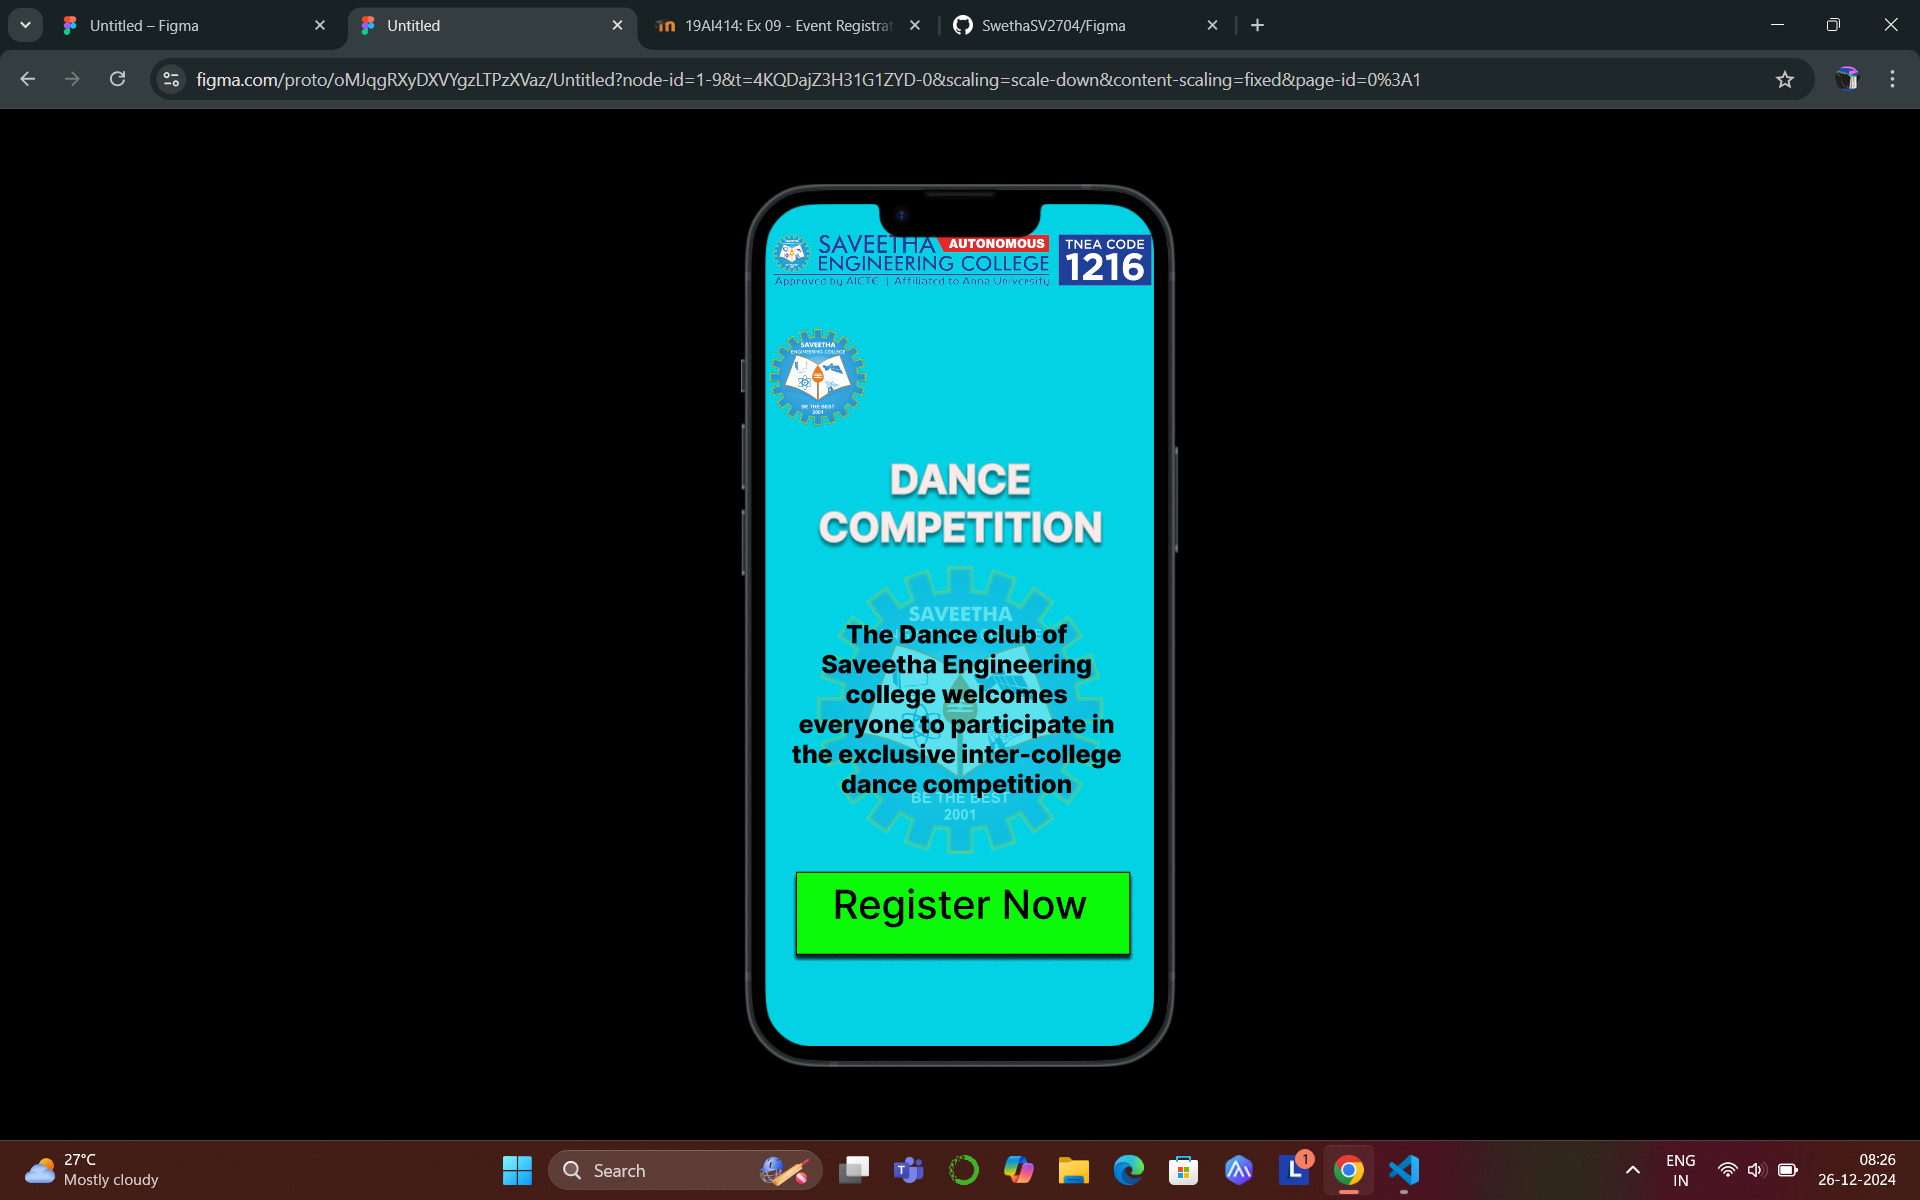 Untitled – Figma
Untitled
19AI414: Ex 09 - Event Registrat
SwethaSV2704/Figma
figma.com/proto/oMJqgRXyDXVYgzLTPzXVaz/Untitled?node-id=1-9&t=4KQDajZ3H31G1ZYD-0&scaling=scale-down&content-scaling=fixed&page-id=0%3A1
SAVEETHA AUTONOMOUS
ENGINEERING COLLEGE
Approved by AICTE | Affiliated to Anna University
TNEA CODE
1216
SAVEETHA
ENGINEERING COLLEGE
BE THE BEST
2001
DANCE
COMPETITION
SAVEETHA
The Dance club of
Saveetha Engineering
college welcomes
everyone to participate in
the exclusive inter-college
dance competition
BE THE BEST
2001
Register Now
27°C
Mostly cloudy
Search
1
ENG
IN
08:26
26-12-2024